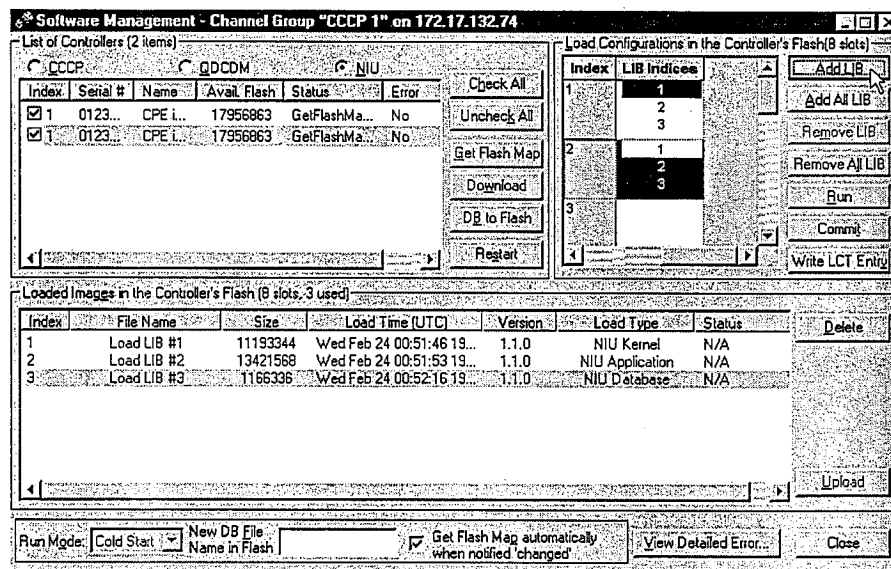 Software Management - Channel Group "CCCP 1" on 172.17.132.74
List of Controllers (2 items)
CCCP QDCDM NIU
Index Serial # Name Avail. Flash Status Error
1 0123... CPE i... 17956863 GetFlashMa... No
1 0123... CPE i... 17956863 GetFlashMa... No
Check All
Uncheck All
Get Flash Map
Download
DB to Flash
Restart
Load Configurations in the Controller's Flash(8 slots)
Index LIB Indices
1 1
2
3
2 1
2
3
3
Add LIB
Add All LIB
Remove LIB
Remove All LIB
Run
Commit
Write LCT Entry
Loaded Images in the Controller's Flash (8 slots, 3 used)
Index File Name Size Load Time (UTC) Version Load Type Status
1 Load LIB #1 11193344 Wed Feb 24 00:51:46 19... 1.1.0 NIU Kernel N/A
2 Load LIB #2 13421568 Wed Feb 24 00:51:53 19... 1.1.0 NIU Application N/A
3 Load LIB #3 1166336 Wed Feb 24 00:52:16 19... 1.1.0 NIU Database N/A
Delete
Upload
Run Mode: Cold Start
New DB File
Name in Flash
Get Flash Map automatically
when notified 'changed'
View Detailed Error...
Close